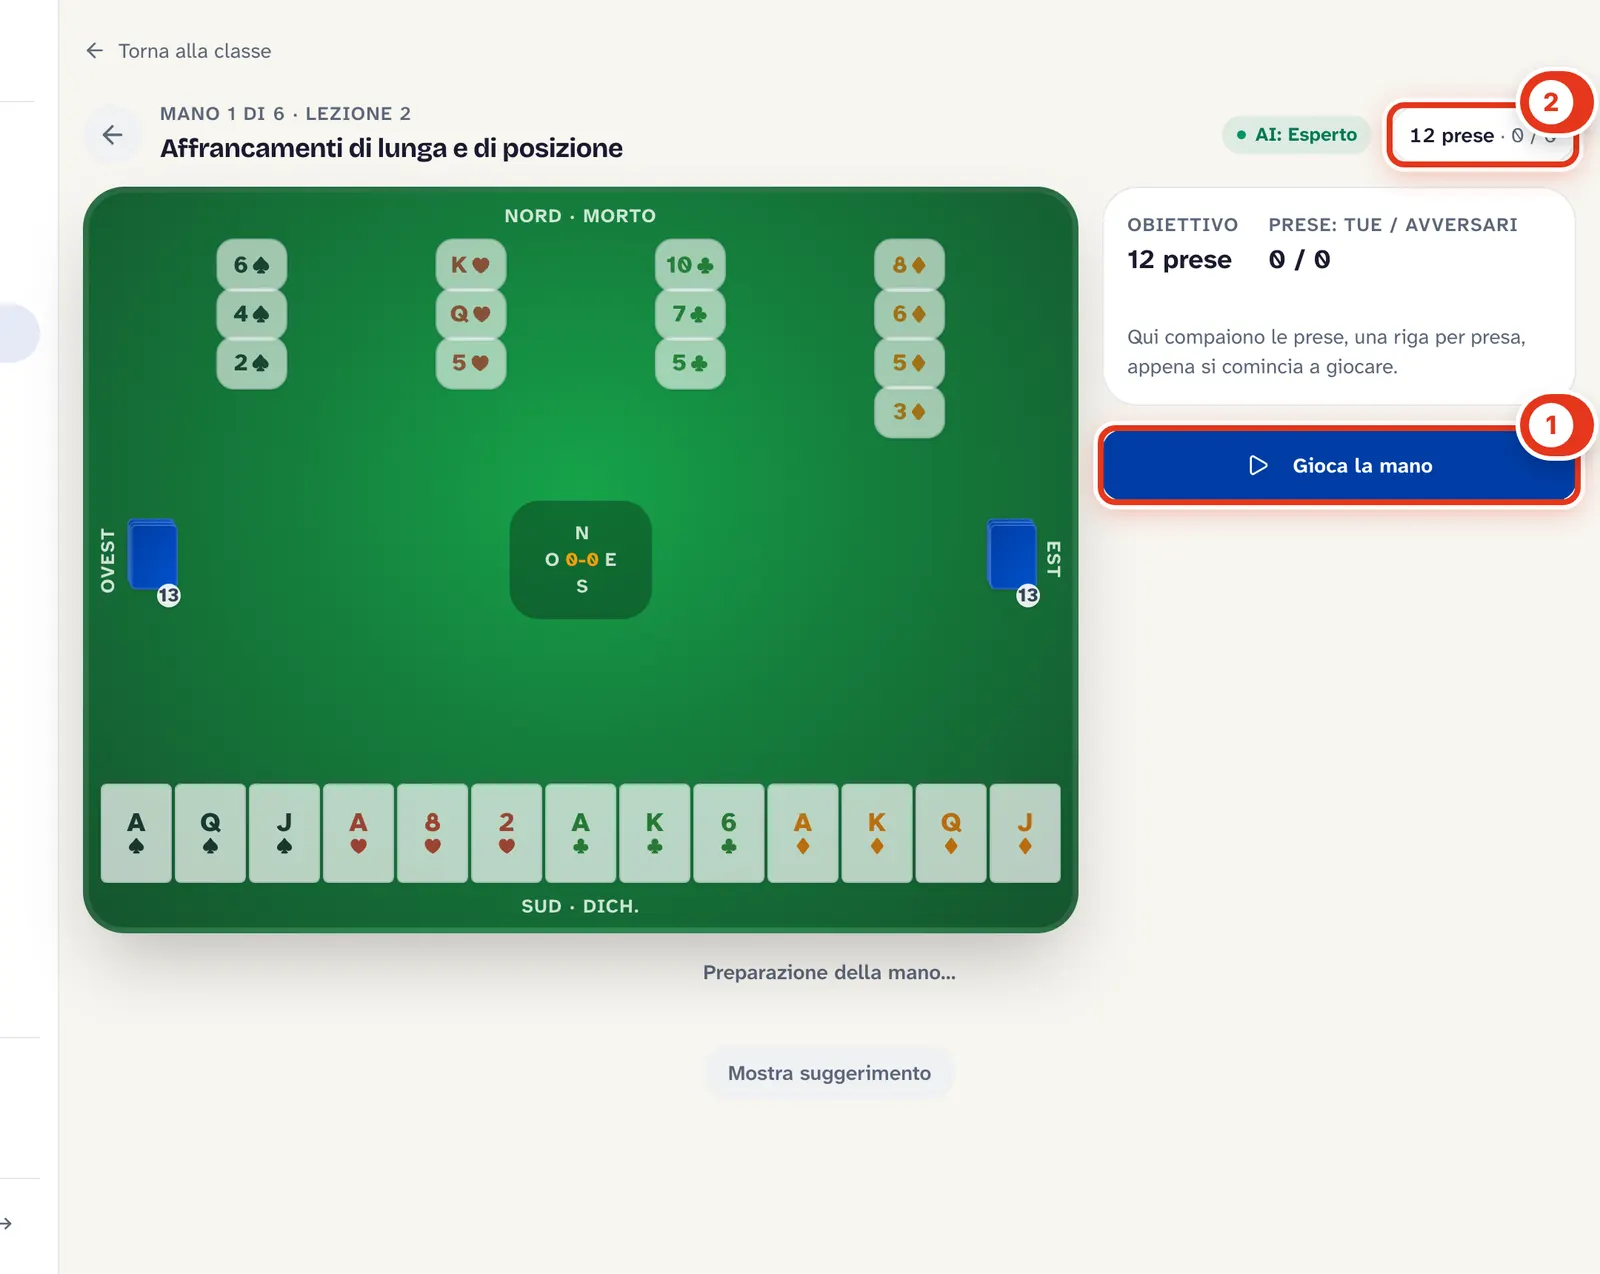 ← Torna alla classe
MANO 1 DI 6 · LEZIONE 2
Affrancamenti di lunga e di posizione
AI: Esperto
12 prese · 0 /
2
NORD · MORTO
6♠ K♥ 10♣ 8♦
4♠ Q♥ 7♣ 6♦
2♠ 5♥ 5♣ 5♦
3♦
OBIETTIVO
12 prese
PRESE: TUE / AVVERSARI
0 / 0
Qui compaiono le prese, una riga per presa,
appena si comincia a giocare.
1
Gioca la mano
OVEST
13
N
O 0-0 E
S
EST
13
A♠ Q♠ J♠ A♥ 8♥ 2♥ A♣ K♣ 6♣ A♦ K♦ Q♦ J♦
SUD · DICH.
Preparazione della mano...
Mostra suggerimento